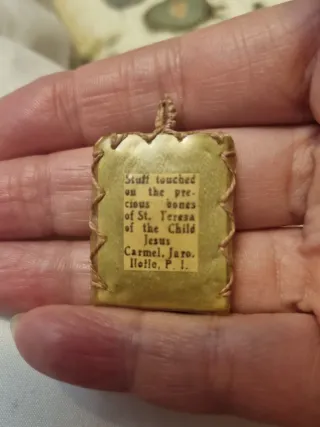 Stuff touched
on the pre-
cious bones
of St. Teresa
of the Child
Jesus
Carmel, Jaro,
Iloilo, P. I.